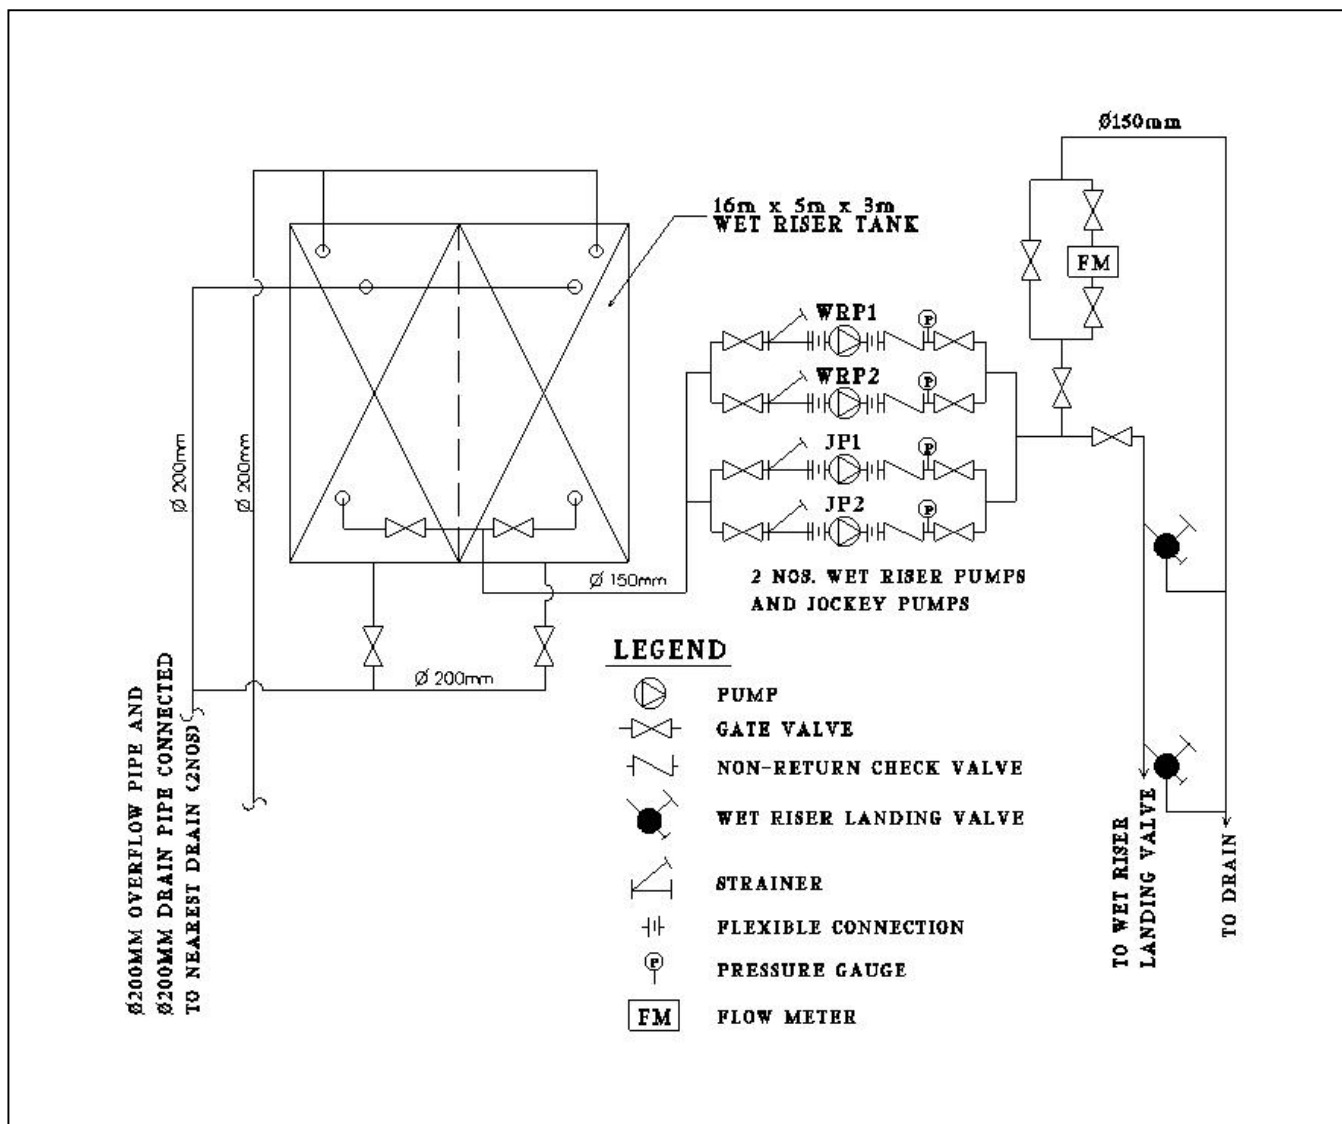 Ø150mm
16m x 5m x 3m
WET RISER TANK
FM
WRP1
P
WRP2
P
JP1
P
JP2
P
Ø 200mm
Ø 200mm
Ø 150mm
2 NOS. WET RISER PUMPS
AND JOCKEY PUMPS
Ø 200mm
LEGEND
PUMP
GATE VALVE
NON-RETURN CHECK VALVE
WET RISER LANDING VALVE
STRAINER
FLEXIBLE CONNECTION
P
PRESSURE GAUGE
FM
FLOW METER
Ø200MM OVERFLOW PIPE AND
Ø200MM DRAIN PIPE CONNECTED
TO NEAREST DRAIN (2NOS)
TO WET RISER
LANDING VALVE
TO DRAIN